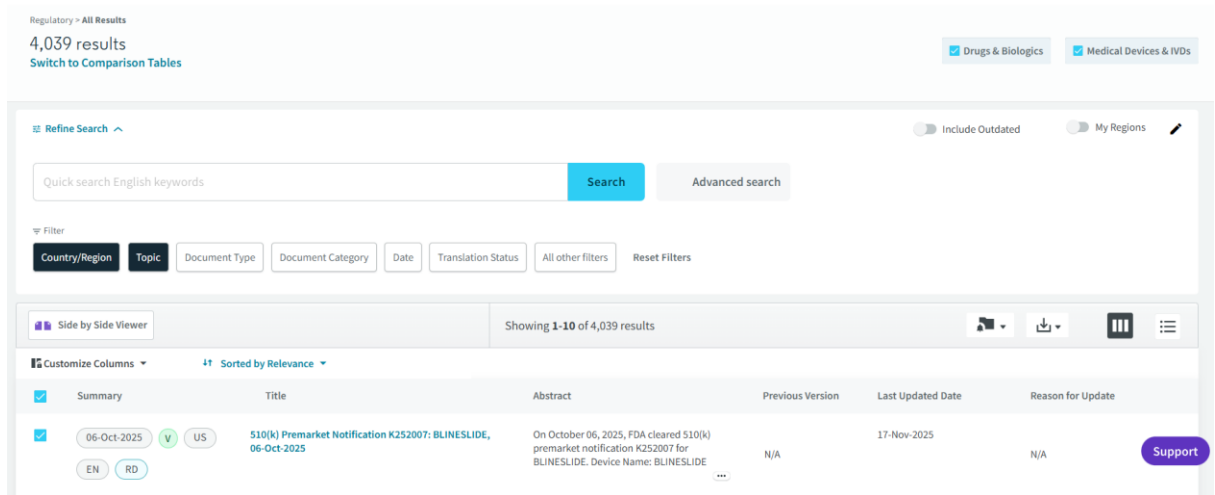 Regulatory > All Results
4,039 results
Switch to Comparison Tables
Drugs & Biologics
Medical Devices & IVDs
Refine Search
Include Outdated
My Regions
Quick search English keywords
Search
Advanced search
Filter
Country/Region
Topic
Document Type
Document Category
Date
Translation Status
All other filters
Reset Filters
Side by Side Viewer
Showing 1-10 of 4,039 results
Customize Columns
Sorted by Relevance
Summary
Title
Abstract
Previous Version
Last Updated Date
Reason for Update
06-Oct-2025
V
US
EN
RD
510(k) Premarket Notification K252007: BLINESLIDE,
06-Oct-2025
On October 06, 2025, FDA cleared 510(k)
premarket notification K252007 for
BLINESLIDE. Device Name: BLINESLIDE
...
N/A
17-Nov-2025
N/A
Support